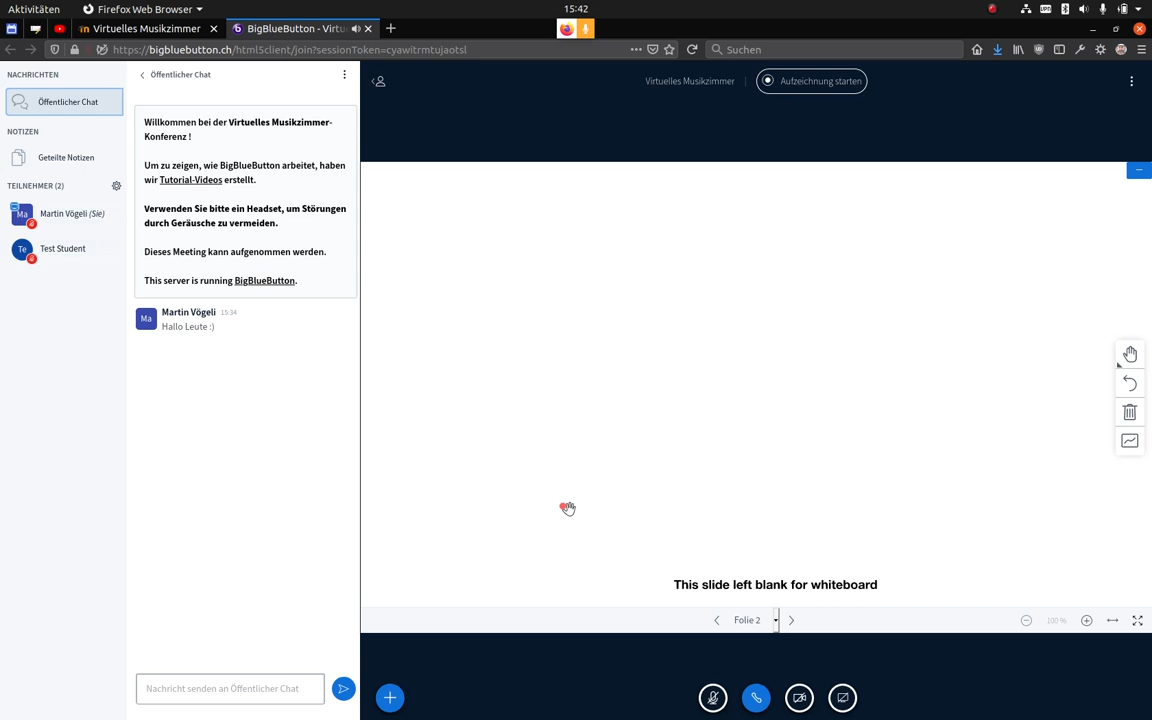 Aktivitäten
Firefox Web Browser
15:42
Virtuelles Musikzimmer
BigBlueButton - Virtu
https://bigbluebutton.ch/html5client/join?sessionToken=cyawitrmtujaotsl
Suchen
NACHRICHTEN
Öffentlicher Chat
NOTIZEN
Geteilte Notizen
TEILNEHMER (2)
Ma
Martin Vögeli (Sie)
Te
Test Student
Öffentlicher Chat
Willkommen bei der Virtuelles Musikzimmer-
Konferenz !
Um zu zeigen, wie BigBlueButton arbeitet, haben
wir Tutorial-Videos erstellt.
Verwenden Sie bitte ein Headset, um Störungen
durch Geräusche zu vermeiden.
Dieses Meeting kann aufgenommen werden.
This server is running BigBlueButton.
Ma
Martin Vögeli 15:34
Hallo Leute :)
Nachricht senden an Öffentlicher Chat
Virtuelles Musikzimmer
Aufzeichnung starten
This slide left blank for whiteboard
Folie 2
100 %